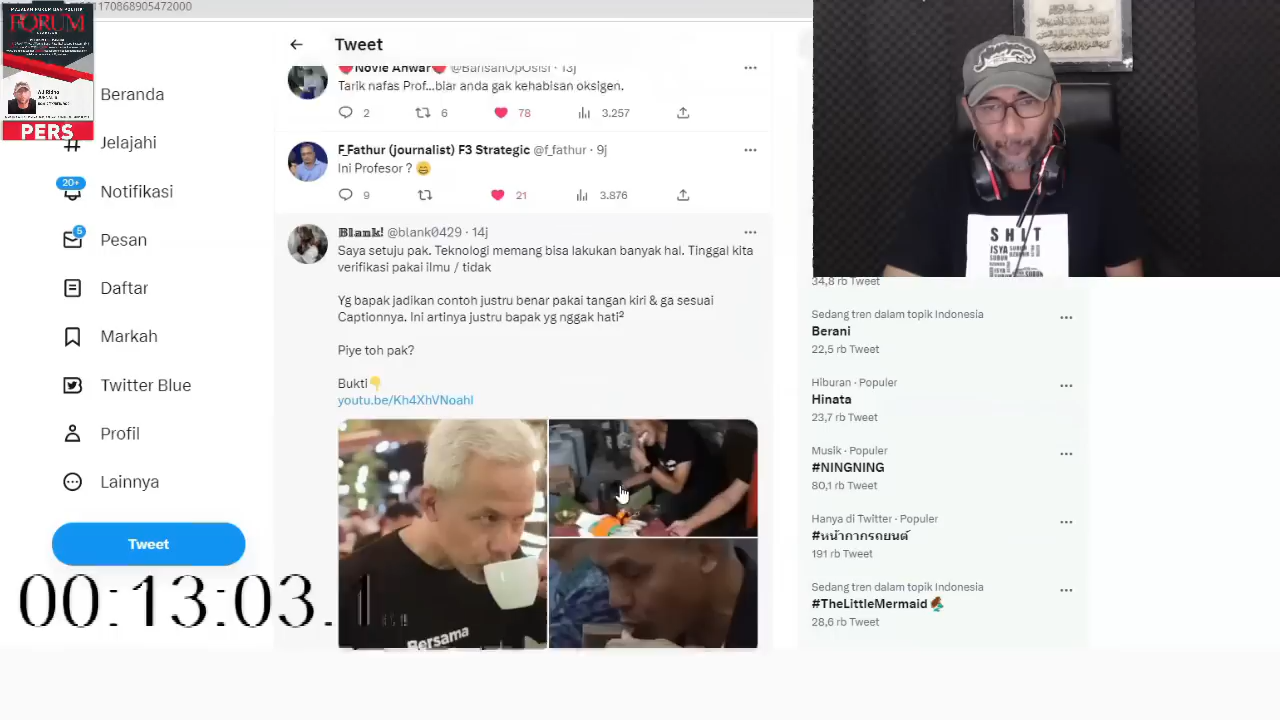 170868905472000
FORUM
PERS
Beranda
Jelajahi
20+
Notifikasi
5
Pesan
Daftar
Markah
Twitter Blue
Profil
Lainnya
Tweet
00:13:03.
Tweet
Novie Anwar @BarisanOpOsisi · 13j
Tarik nafas Prof...biar anda gak kehabisan oksigen.
2 6 78 3.257
F_Fathur (journalist) F3 Strategic @f_fathur · 9j
Ini Profesor ? 😄
9 21 3.876
Blank! @blank0429 · 14j
Saya setuju pak. Teknologi memang bisa lakukan banyak hal. Tinggal kita
verifikasi pakai ilmu / tidak
Yg bapak jadikan contoh justru benar pakai tangan kiri & ga sesuai
Captionnya. Ini artinya justru bapak yg nggak hati²
Piye toh pak?
Bukti👇
youtu.be/Kh4XhVNoahI
Bersama
SHIT
34,8 rb Tweet
Sedang tren dalam topik Indonesia
Berani
22,5 rb Tweet
Hiburan · Populer
Hinata
23,7 rb Tweet
Musik · Populer
#NINGNING
80,1 rb Tweet
Hanya di Twitter · Populer
#หน้ากากรถยนต์
191 rb Tweet
Sedang tren dalam topik Indonesia
#TheLittleMermaid
28,6 rb Tweet